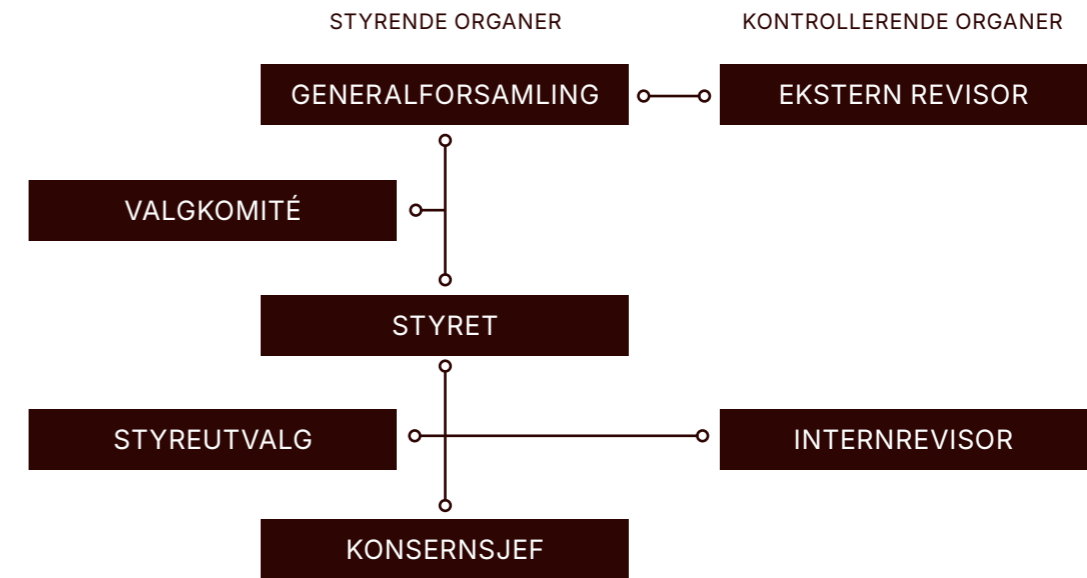 STYRENDE ORGANER
KONTROLLERENDE ORGANER
GENERALFORSAMLING
EKSTERN REVISOR
VALGKOMITÉ
STYRET
STYREUTVALG
INTERNREVISOR
KONSERNSJEF